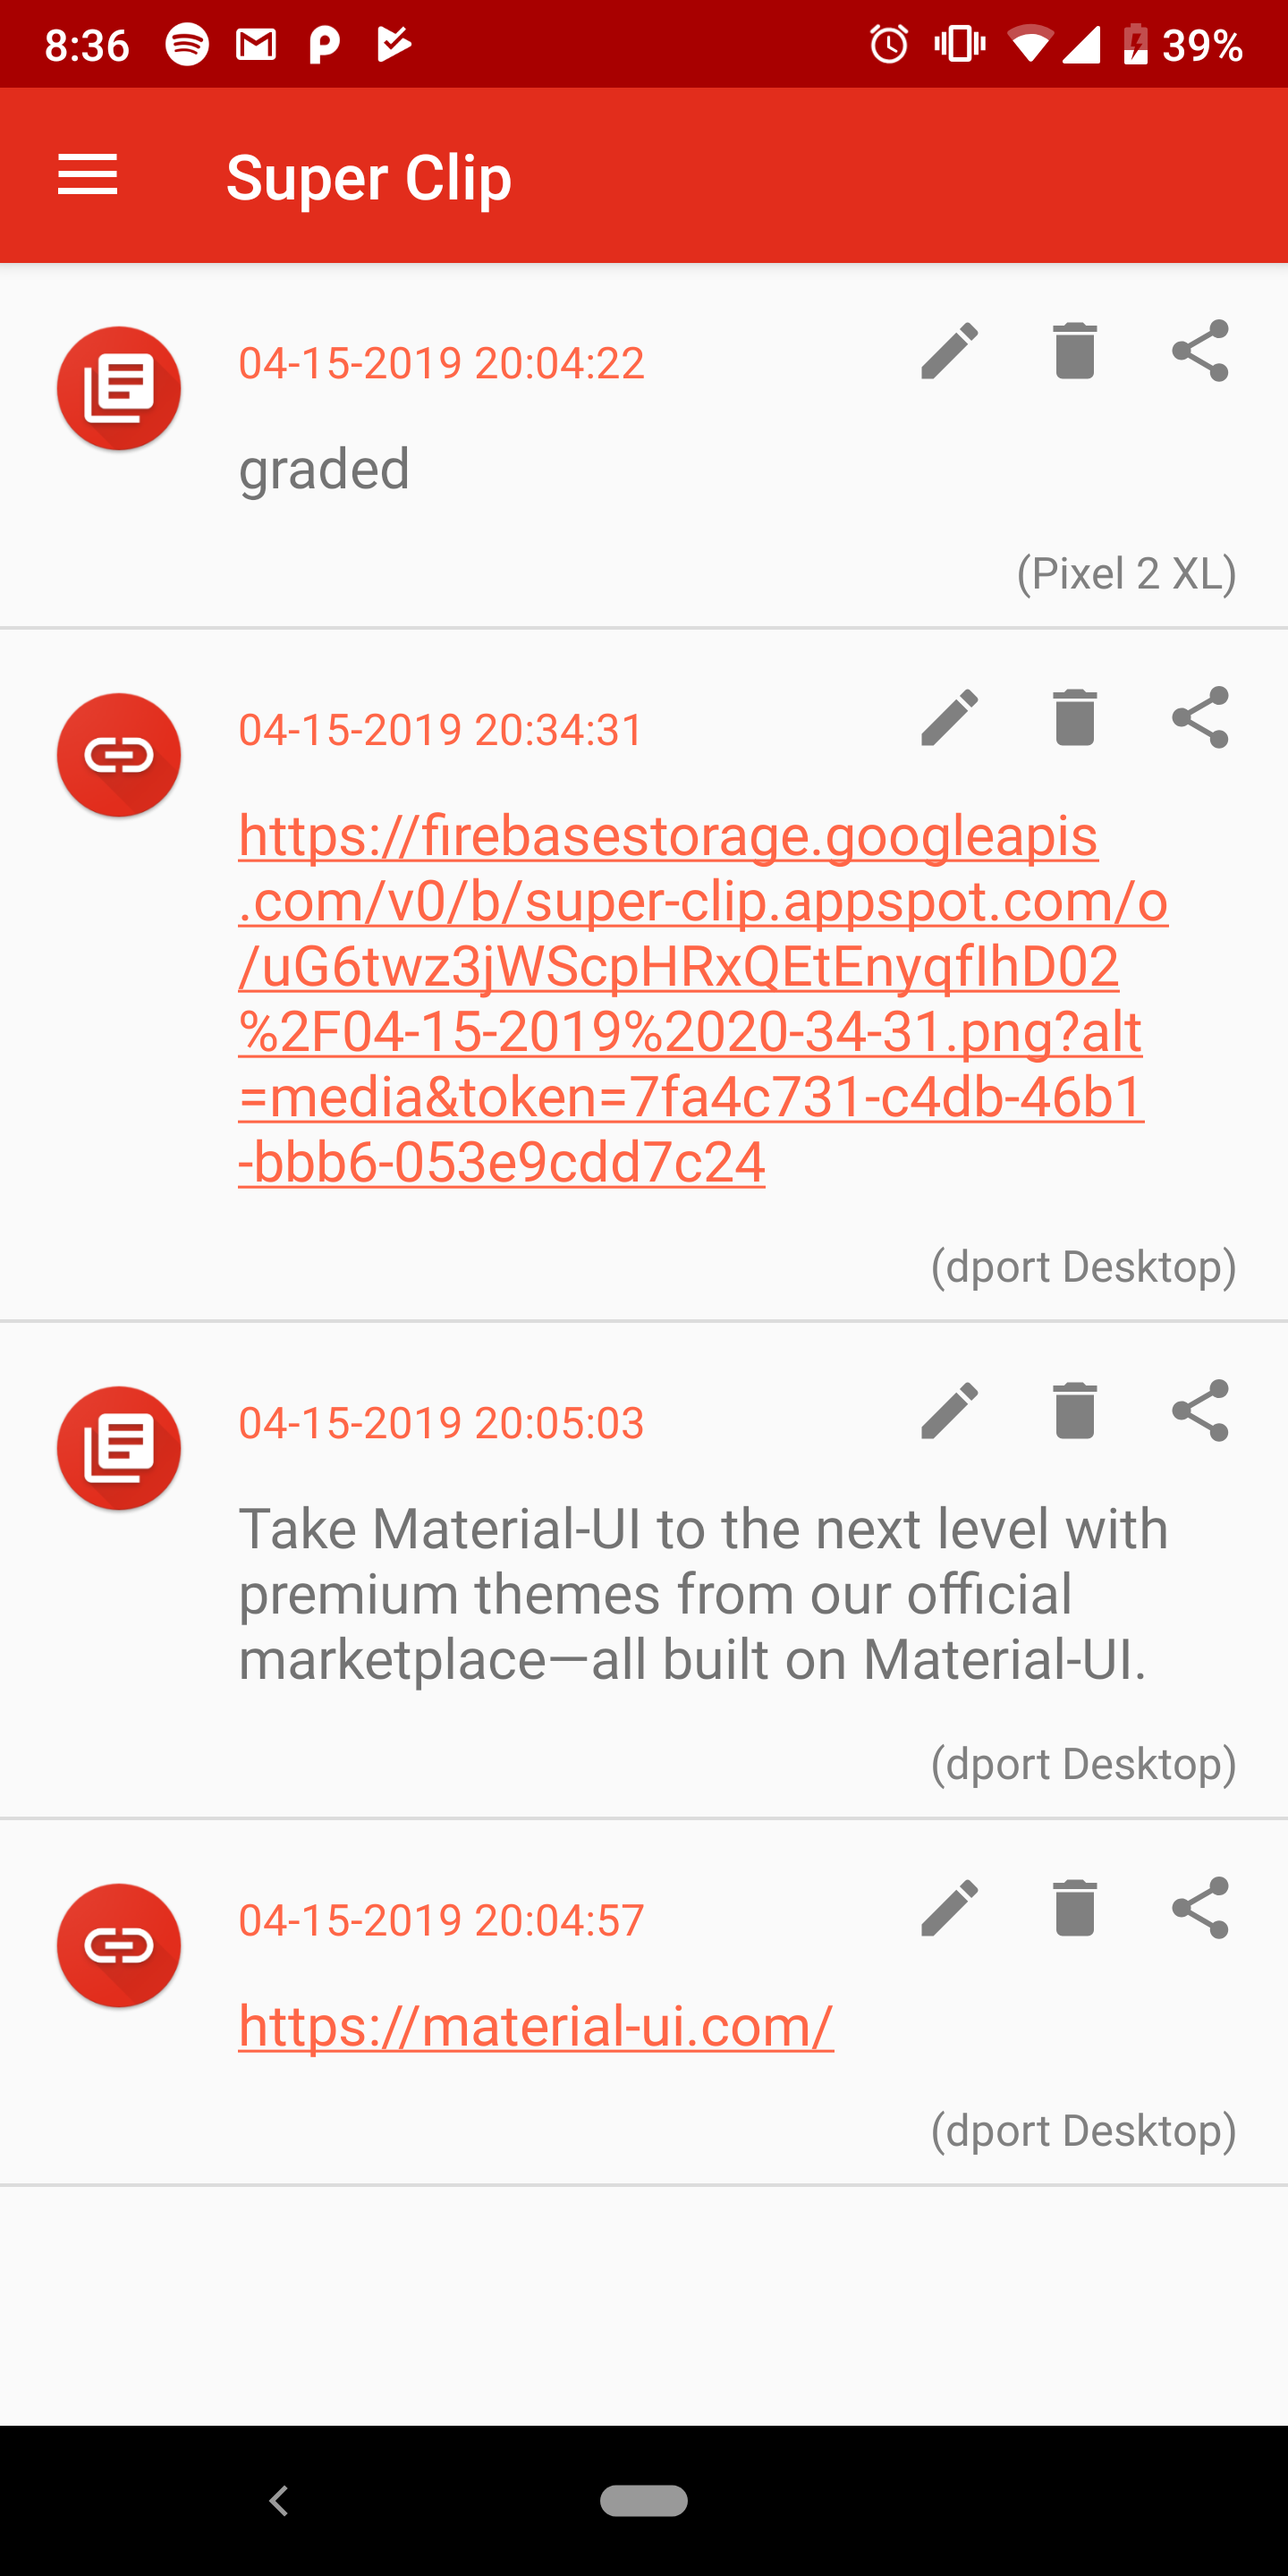 8:36
39%
Super Clip
04-15-2019 20:04:22
graded
(Pixel 2 XL)
04-15-2019 20:34:31
https://firebasestorage.googleapis
.com/v0/b/super-clip.appspot.com/o
/uG6twz3jWScpHRxQEtEnyqfIhD02
%2F04-15-2019%2020-34-31.png?alt
=media&token=7fa4c731-c4db-46b1
-bbb6-053e9cdd7c24
(dport Desktop)
04-15-2019 20:05:03
Take Material-UI to the next level with
premium themes from our official
marketplace—all built on Material-UI.
(dport Desktop)
04-15-2019 20:04:57
https://material-ui.com/
(dport Desktop)